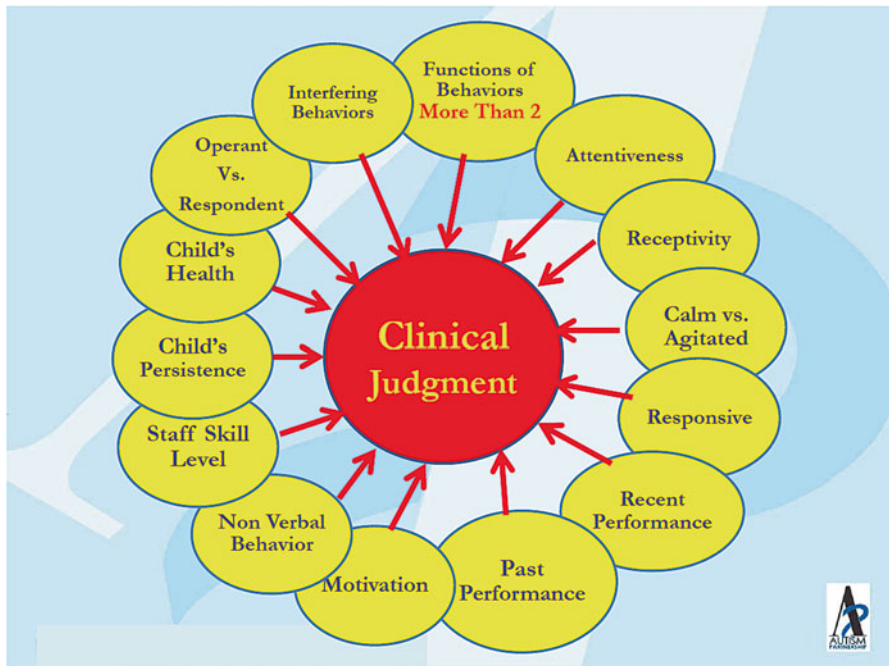 Functions of
Behaviors
More Than 2
Attentiveness
Receptivity
Calm vs.
Agitated
Responsive
Recent
Performance
Past
Performance
Motivation
Non Verbal
Behavior
Staff Skill
Level
Child's
Persistence
Child's
Health
Operant
Vs.
Respondent
Interfering
Behaviors
Clinical
Judgment
AUTISM
PARTNERSHIP